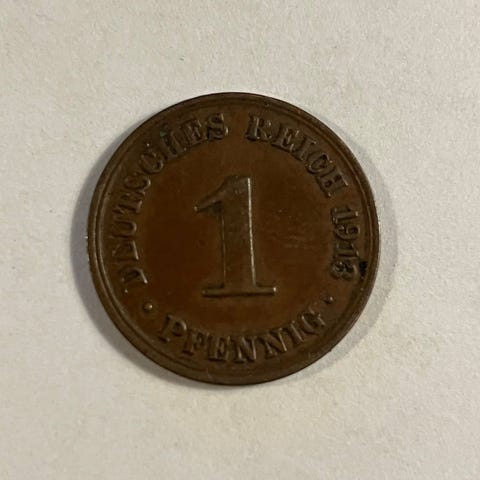 DEUTSCHES REICH 1913
1
· PFENNIG ·